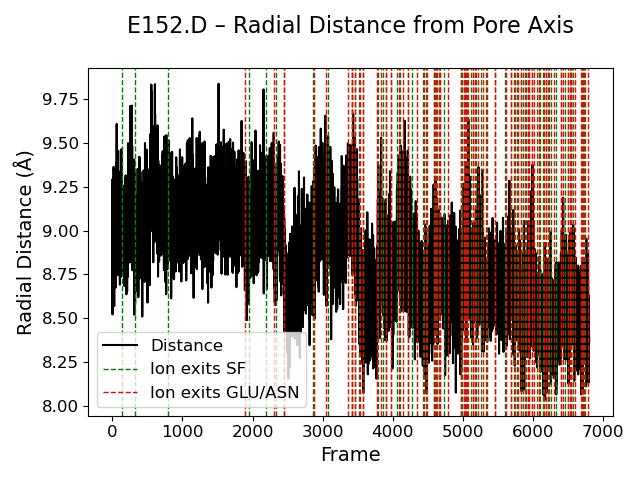 E152.D – Radial Distance from Pore Axis
Radial Distance (Å)
9.75
9.50
9.25
9.00
8.75
8.50
8.25
8.00
Distance
Ion exits SF
Ion exits GLU/ASN
0
1000
2000
3000
4000
5000
6000
7000
Frame